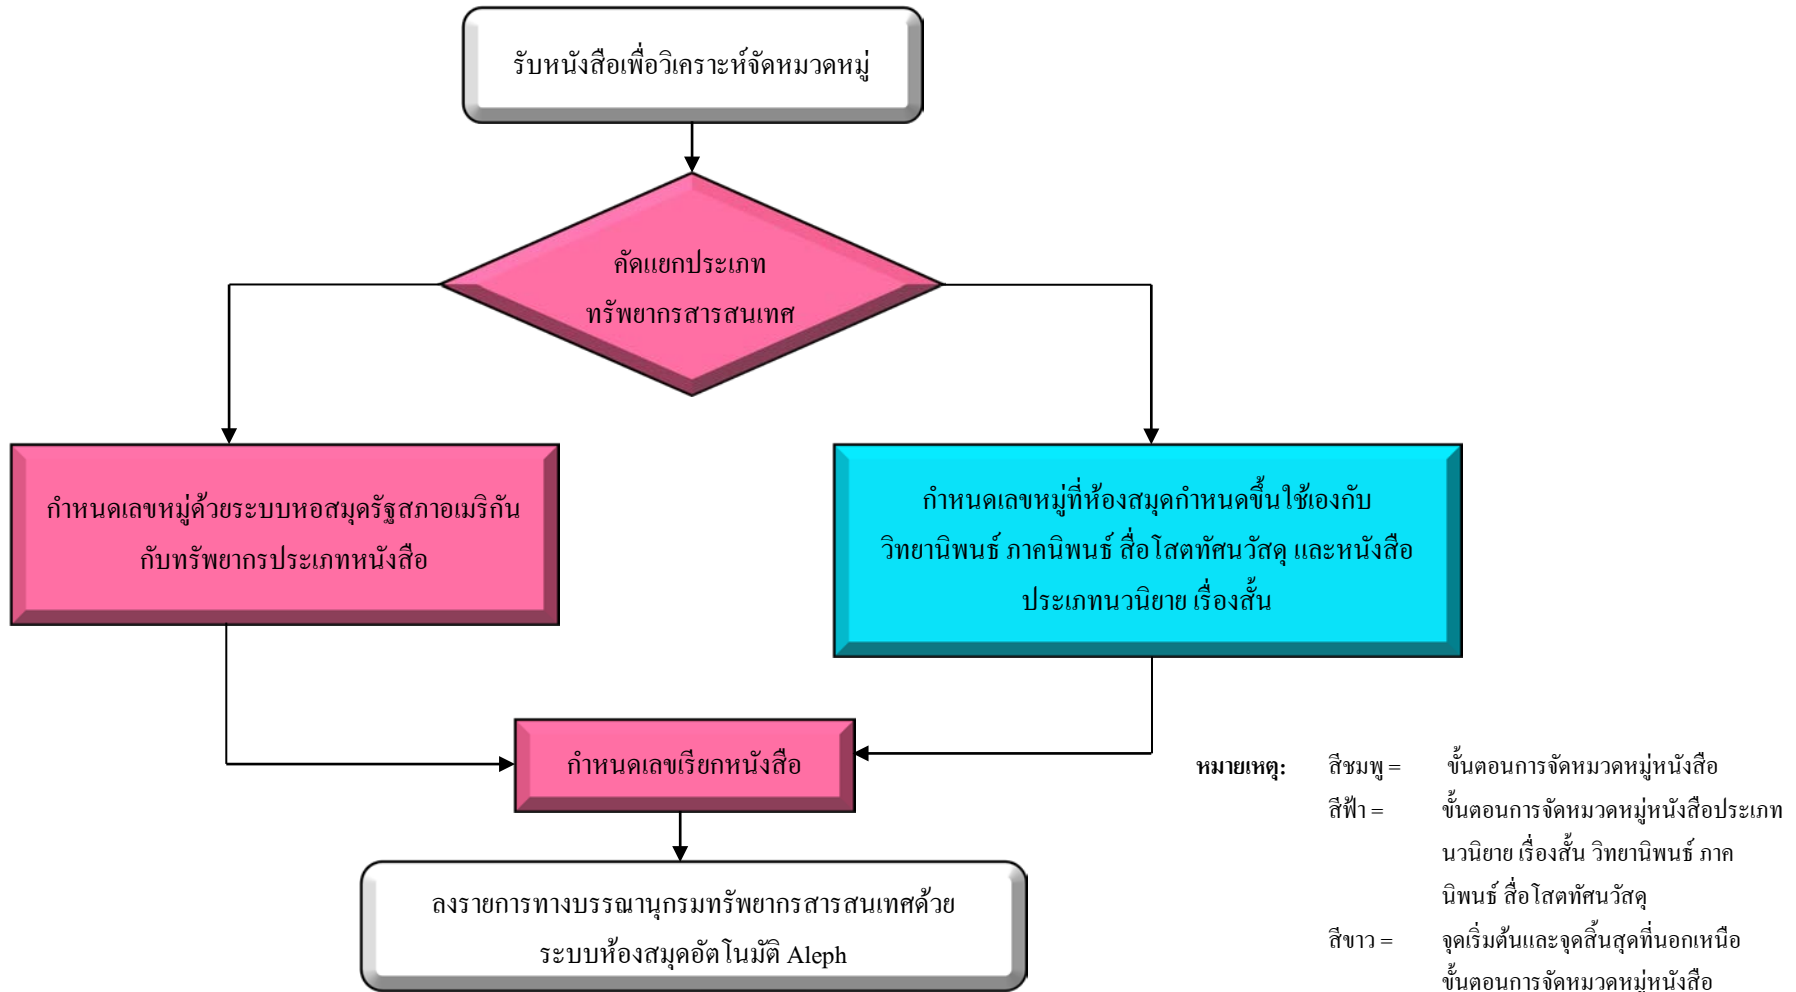 รับหนังสือเพื่อวิเคราะห์จัดหมวดหมู่
คัดแยกประเภท
ทรัพยากรสารสนเทศ
กำหนดเลขหมู่ด้วยระบบหอสมุดรัฐสภาอเมริกัน
กับทรัพยากรประเภทหนังสือ
กำหนดเลขหมู่ที่ห้องสมุดกำหนดขึ้นใช้เองกับ
วิทยานิพนธ์ ภาคนิพนธ์ สื่อโสตทัศนวัสดุ และหนังสือ
ประเภทนวนิยาย เรื่องสั้น
กำหนดเลขเรียกหนังสือ
ลงรายการทางบรรณานุกรมทรัพยากรสารสนเทศด้วย
ระบบห้องสมุดอัตโนมัติ Aleph
หมายเหตุ: สีชมพู = ขั้นตอนการจัดหมวดหมู่หนังสือ
สีฟ้า = ขั้นตอนการจัดหมวดหมู่หนังสือประเภท
นวนิยาย เรื่องสั้น วิทยานิพนธ์ ภาค
นิพนธ์ สื่อโสตทัศนวัสดุ
สีขาว = จุดเริ่มต้นและจุดสิ้นสุดที่นอกเหนือ
ขั้นตอนการจัดหมวดหมู่หนังสือ